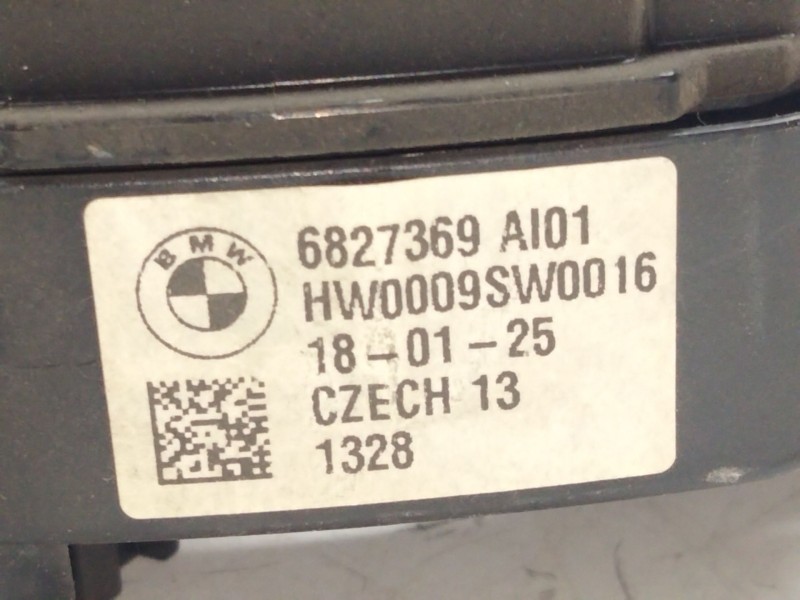 BMW
6827369 AI01
HW0009SW0016
18-01-25
CZECH 13
1328